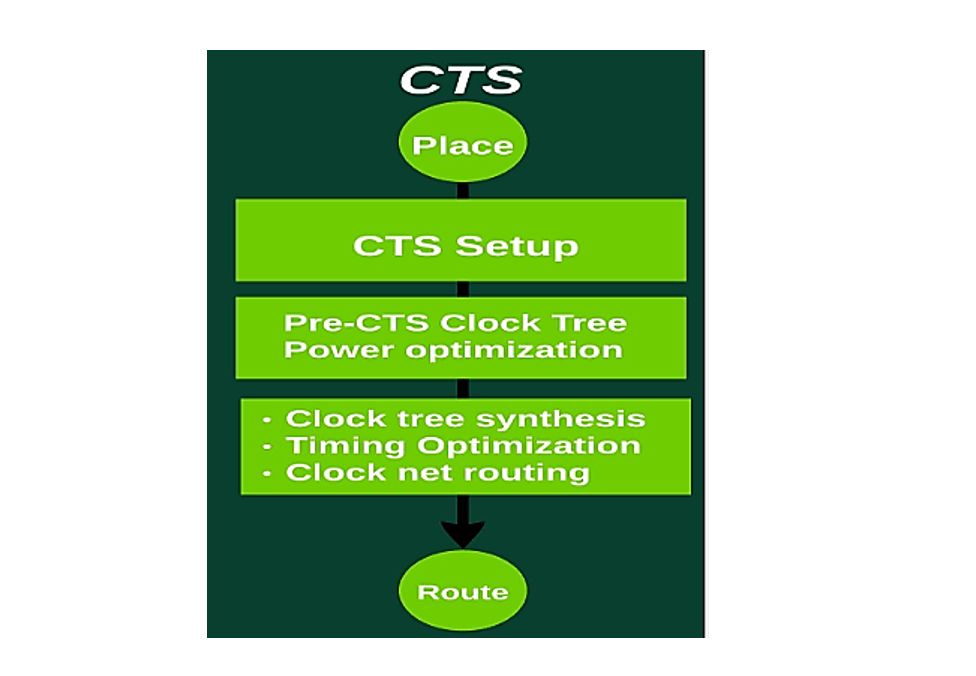 CTS
Place
CTS Setup
Pre-CTS Clock Tree
Power optimization
• Clock tree synthesis
• Timing Optimization
• Clock net routing
Route